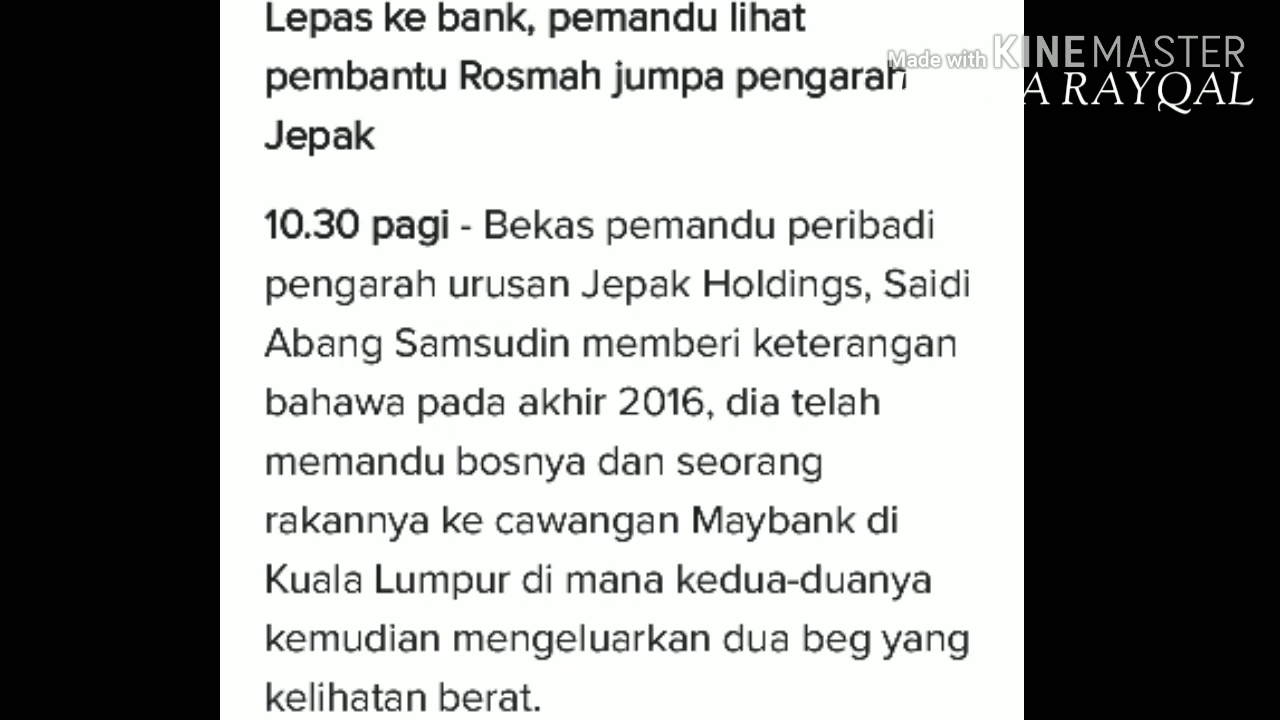 Lepas ke bank, pemandu lihat
pembantu Rosmah jumpa pengarah
Jepak
Made with KINEMASTER
A RAYQAL
10.30 pagi - Bekas pemandu peribadi
pengarah urusan Jepak Holdings, Saidi
Abang Samsudin memberi keterangan
bahawa pada akhir 2016, dia telah
memandu bosnya dan seorang
rakannya ke cawangan Maybank di
Kuala Lumpur di mana kedua-duanya
kemudian mengeluarkan dua beg yang
kelihatan berat.